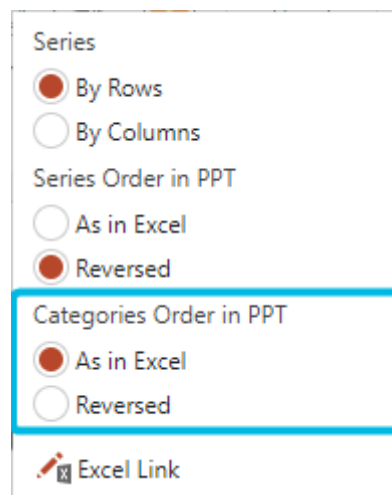 Series
By Rows
By Columns
Series Order in PPT
As in Excel
Reversed
Categories Order in PPT
As in Excel
Reversed
Excel Link